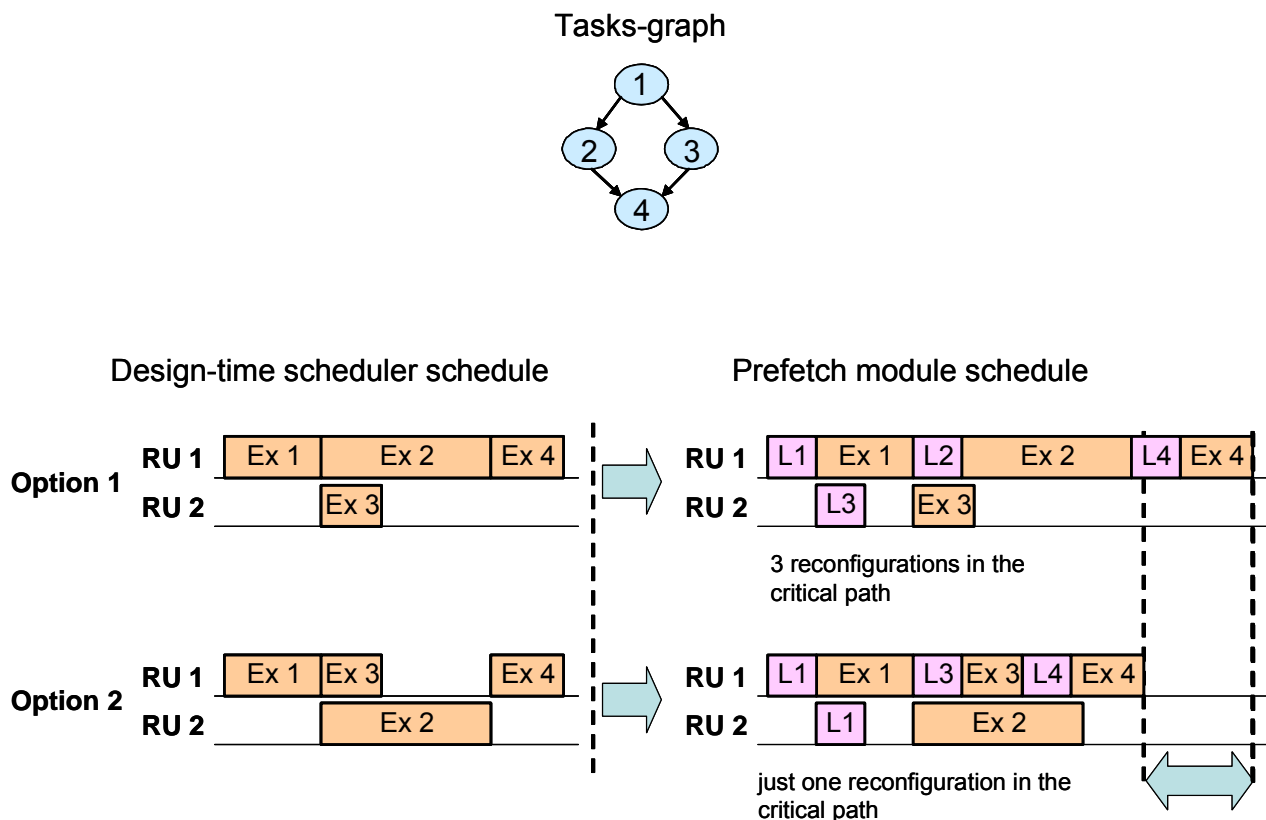 Tasks-graph
1
2 3
4
Design-time scheduler schedule Prefetch module schedule
Option 1
RU 1 Ex 1 Ex 2 Ex 4
RU 2 Ex 3
RU 1 L1 Ex 1 L2 Ex 2 L4 Ex 4
RU 2 L3 Ex 3
3 reconfigurations in the
critical path
Option 2
RU 1 Ex 1 Ex 3 Ex 4
RU 2 Ex 2
RU 1 L1 Ex 1 L3 Ex 3 L4 Ex 4
RU 2 L1 Ex 2
just one reconfiguration in the
critical path